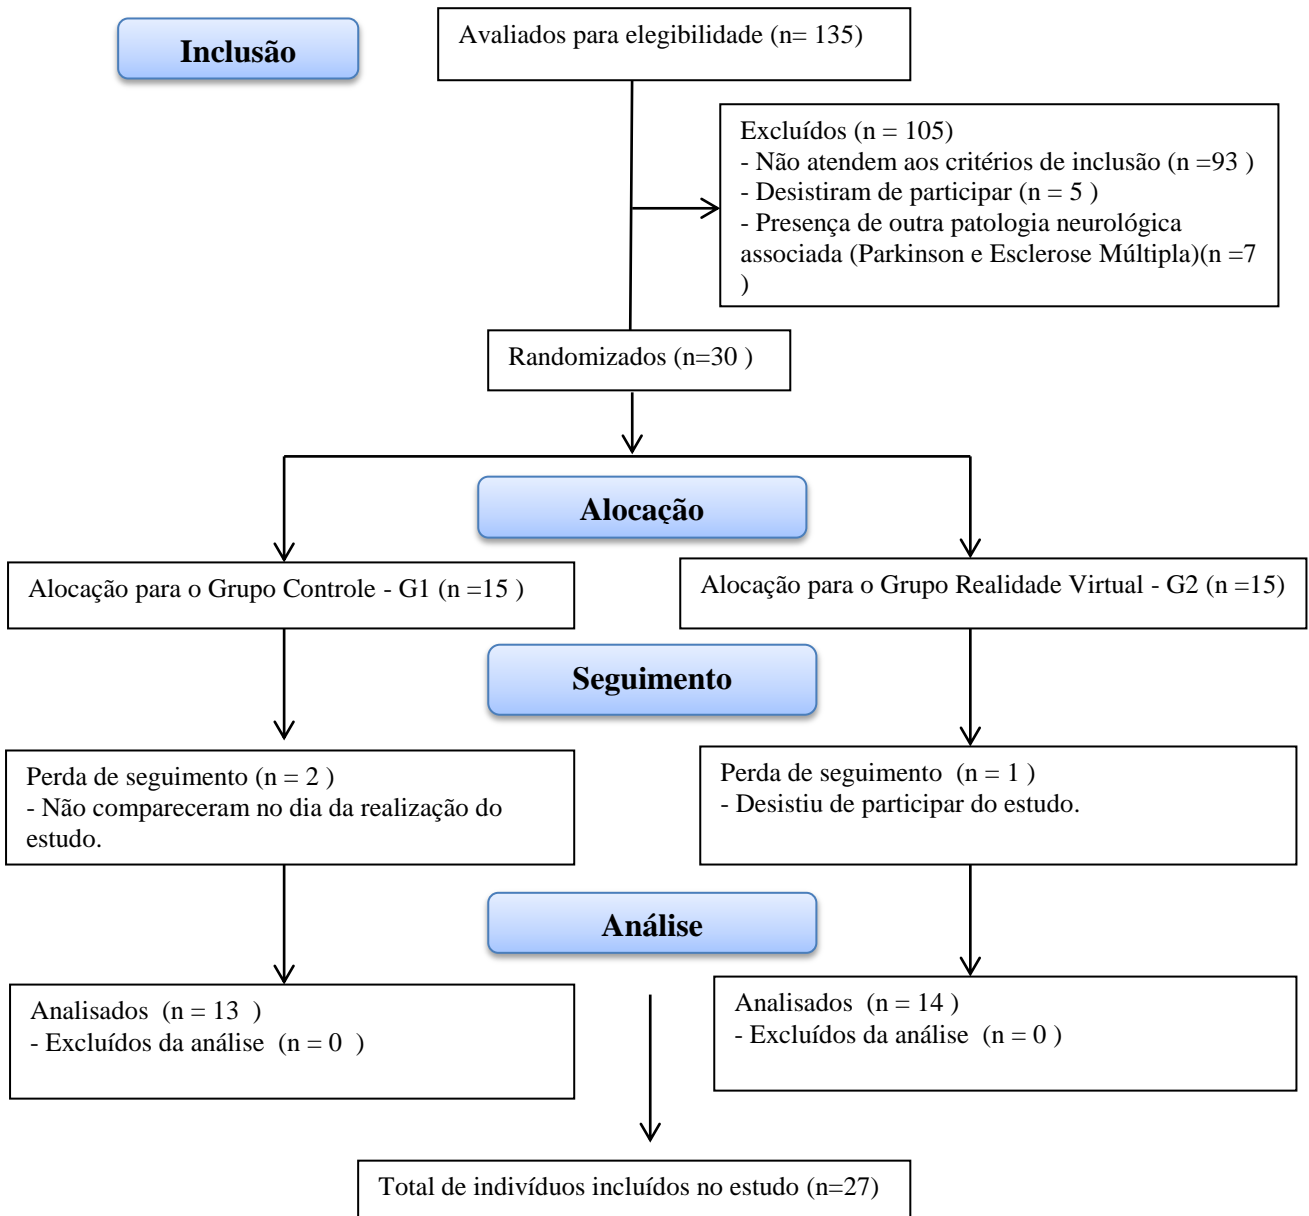 Inclusão
Avaliados para elegibilidade (n= 135)
Excluídos (n = 105)
- Não atendem aos critérios de inclusão (n =93 )
- Desistiram de participar (n = 5 )
- Presença de outra patologia neurológica
associada (Parkinson e Esclerose Múltipla)(n =7
)
Randomizados (n=30 )
Alocação
Alocação para o Grupo Controle - G1 (n =15 )
Alocação para o Grupo Realidade Virtual - G2 (n =15)
Seguimento
Perda de seguimento (n = 2 )
- Não compareceram no dia da realização do
estudo.
Perda de seguimento  (n = 1 )
- Desistiu de participar do estudo.
Análise
Analisados  (n = 13  )
- Excluídos da análise  (n = 0  )
Analisados  (n = 14 )
- Excluídos da análise  (n = 0 )
Total de indivíduos incluídos no estudo (n=27)